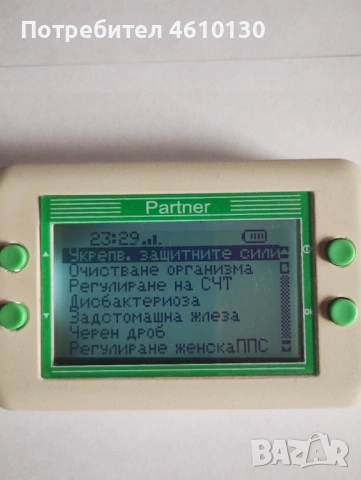 Потребител 4610130
Partner
23:29
Укрепв. защитните сили
Очистване организма
Регулиране на СЧТ
Дисбактериоза
Задстомашна жлеза
Черен дроб
Регулиране женскаППС
BAZAR